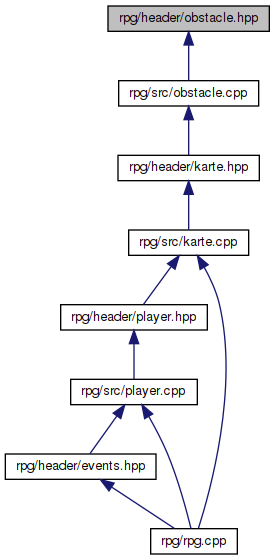 rpg/header/obstacle.hpp
rpg/src/obstacle.cpp
rpg/header/karte.hpp
rpg/src/karte.cpp
rpg/header/player.hpp
rpg/src/player.cpp
rpg/header/events.hpp
rpg/rpg.cpp